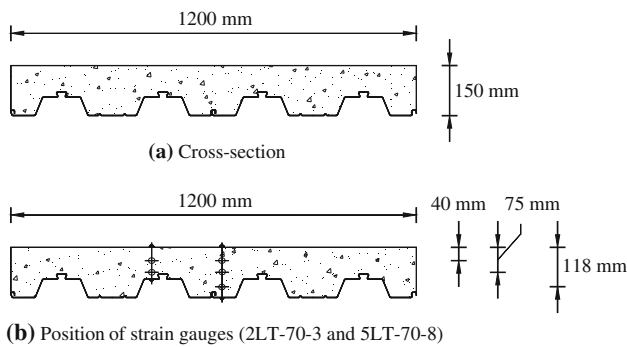 1200 mm
150 mm
(a) Cross-section
1200 mm
40 mm
75 mm
118 mm
(b) Position of strain gauges (2LT-70-3 and 5LT-70-8)